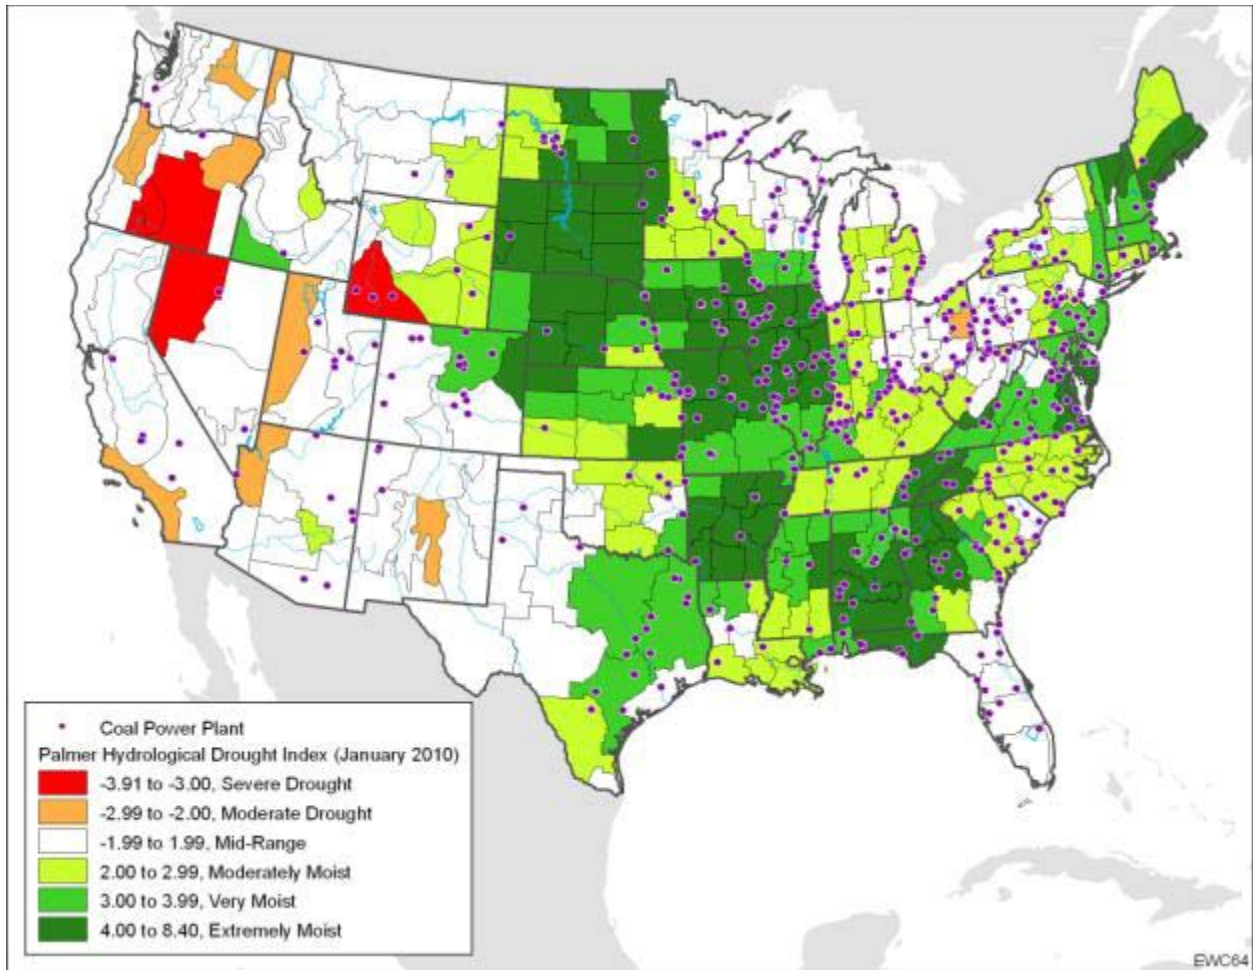 Coal Power Plant
Palmer Hydrological Drought Index (January 2010)
-3.91 to -3.00, Severe Drought
-2.99 to -2.00, Moderate Drought
-1.99 to 1.99, Mid-Range
2.00 to 2.99, Moderately Moist
3.00 to 3.99, Very Moist
4.00 to 8.40, Extremely Moist
EWC64